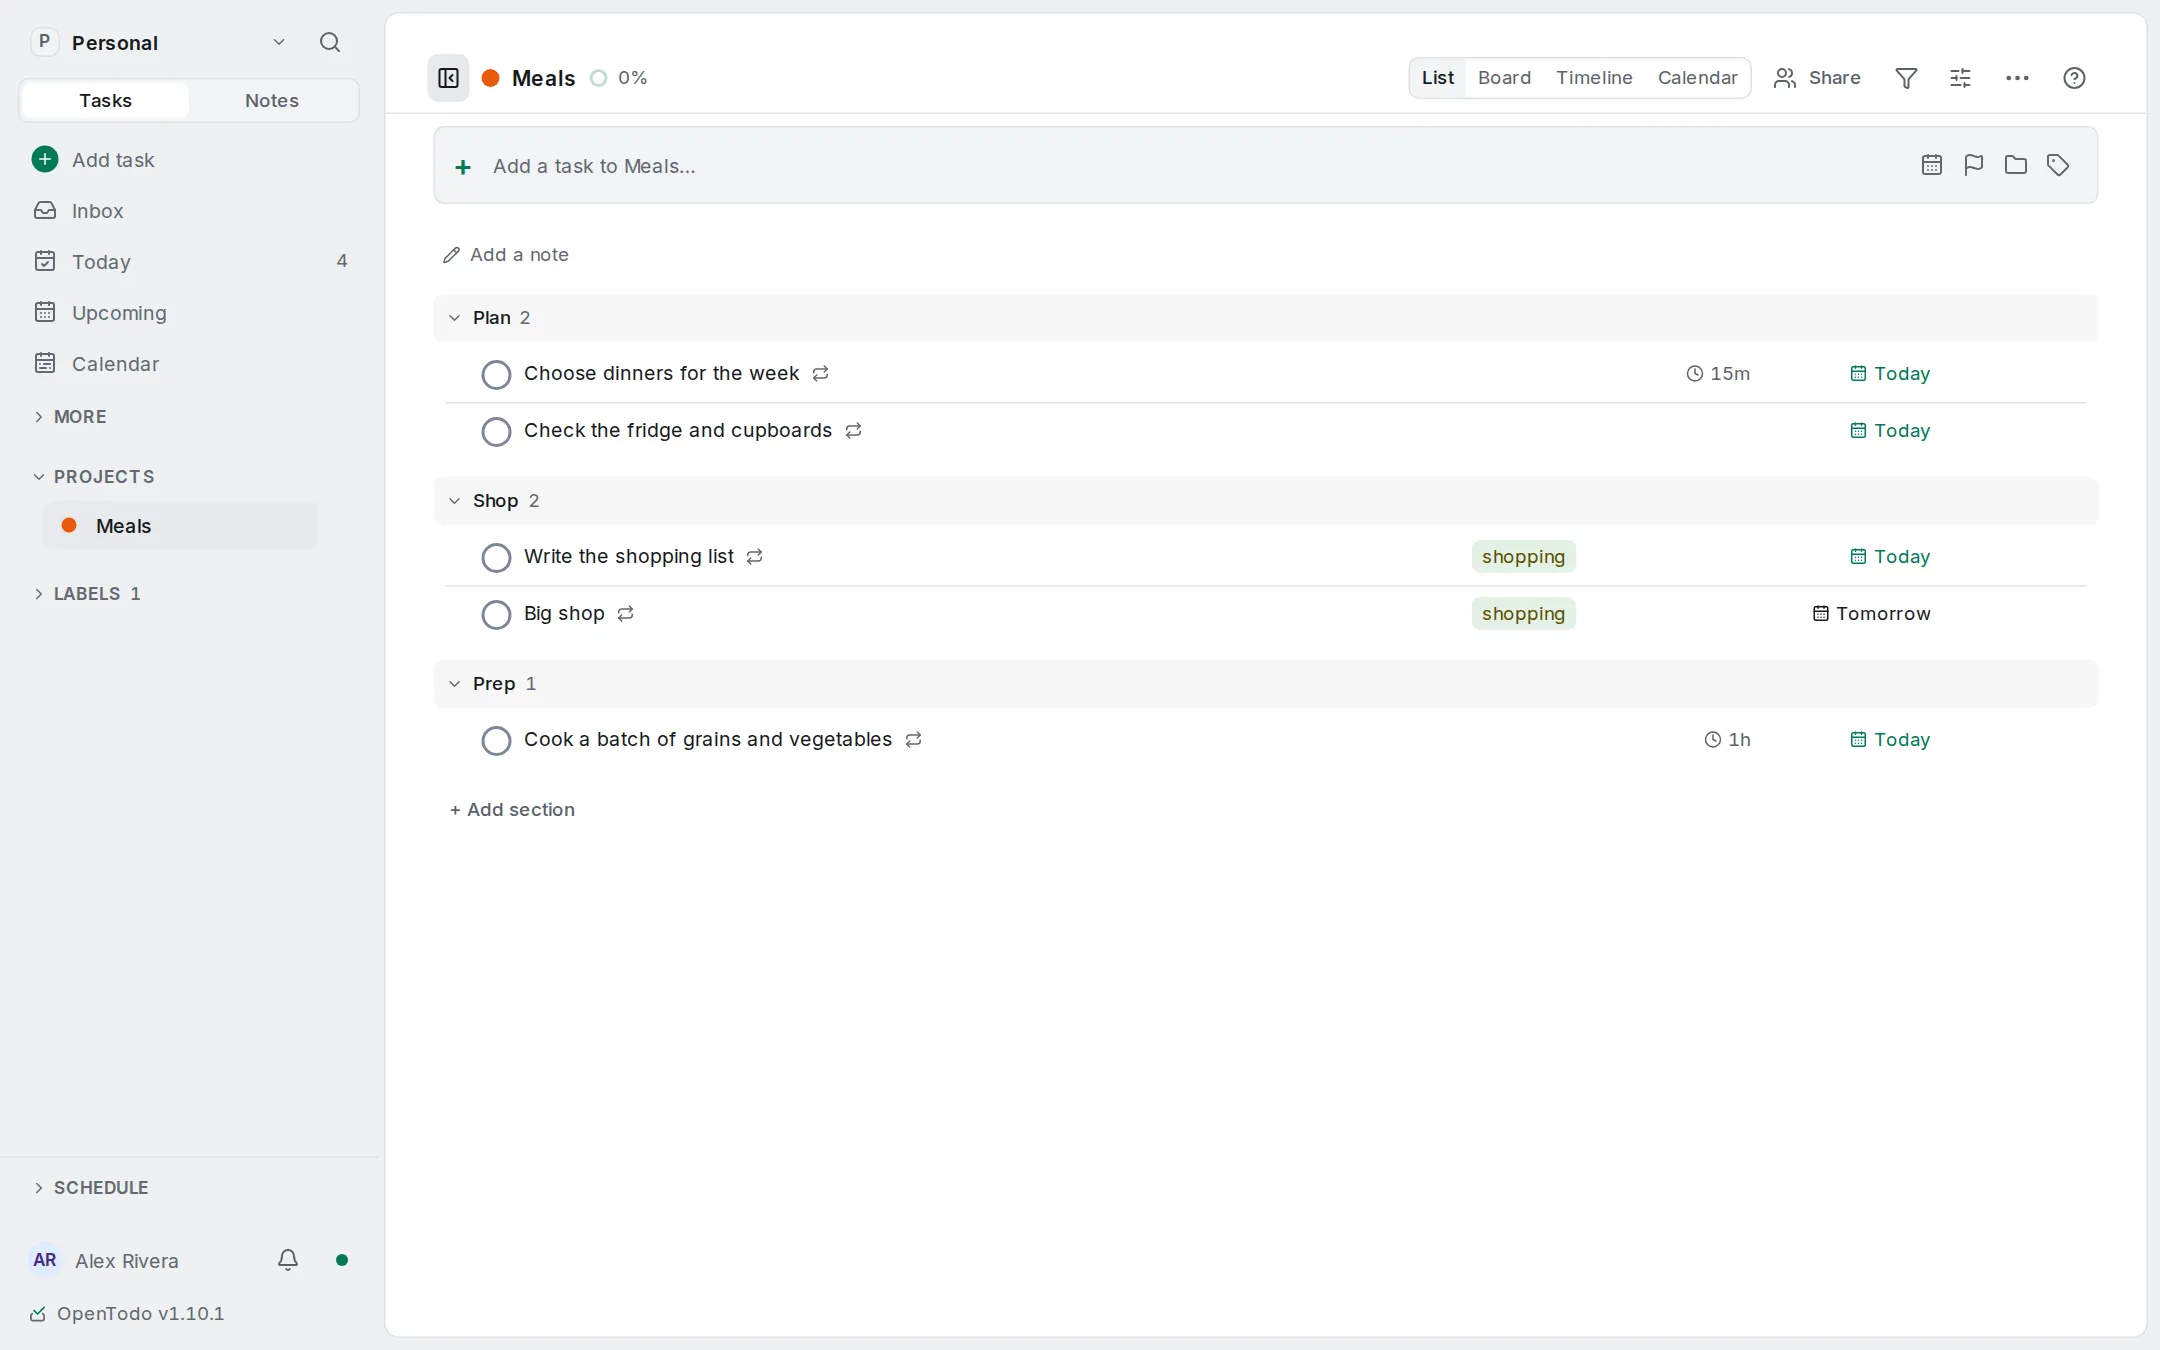 P Personal
Tasks Notes
Add task
Inbox
Today 4
Upcoming
Calendar
MORE
PROJECTS
Meals
LABELS 1
SCHEDULE
AR Alex Rivera
OpenTodo v1.10.1
Meals 0%
List Board Timeline Calendar Share
+ Add a task to Meals...
Add a note
Plan 2
Choose dinners for the week 15m Today
Check the fridge and cupboards Today
Shop 2
Write the shopping list shopping Today
Big shop shopping Tomorrow
Prep 1
Cook a batch of grains and vegetables 1h Today
+ Add section